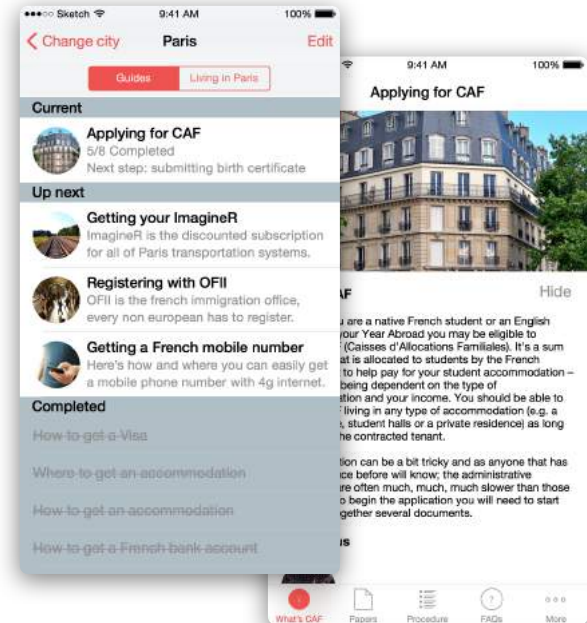 Sketch 9:41 AM 100%
Change city Paris Edit
Guides Living in Paris
Current
Applying for CAF
5/8 Completed
Next step: submitting birth certificate
Up next
Getting your ImagineR
ImagineR is the discounted subscription
for all of Paris transportation systems.
Registering with OFII
OFII is the french immigration office,
every non european has to register.
Getting a French mobile number
Here's how and where you can easily get
a mobile phone number with 4g internet.
Completed
How to get a Visa
Where to get an accommodation
How to get an accommodation
How to get a French bank account
9:41 AM 100%
Applying for CAF
AF Hide
u are a native French student or an English
our Year Abroad you may be eligible to
F (Caisses d'Allocations Familiales). It's a sum
at is allocated to students by the French
to help pay for your student accommodation –
being dependent on the type of
ation and your income. You should be able to
living in any type of accommodation (e.g. a
e, student halls or a private residence) as long
he contracted tenant.
ion can be a bit tricky and as anyone that has
ce before will know; the administrative
re often much, much, much slower than those
o begin the application you will need to start
gether several documents.
us
What's CAF Papers Procedure FAQs More